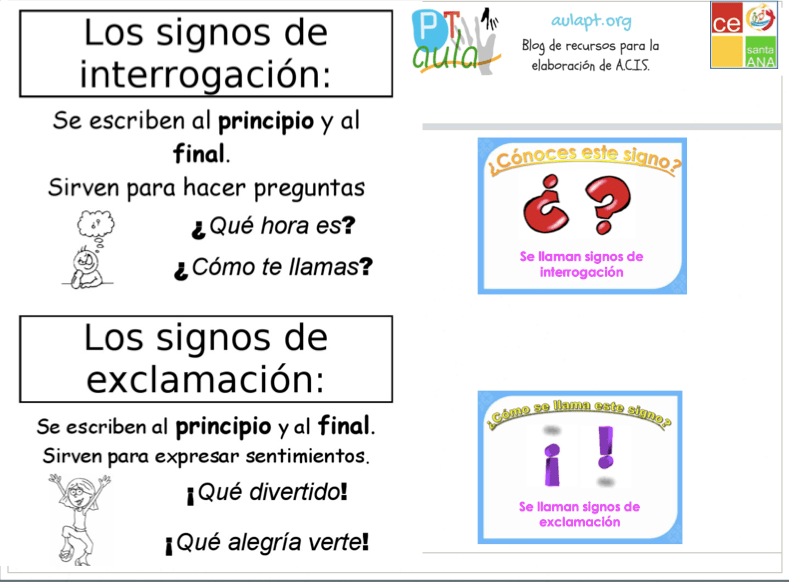 Los signos de
interrogación:
Se escriben al principio y al
final.
Sirven para hacer preguntas
¿?
¿Qué hora es?
¿Cómo te llamas?
Los signos de
exclamación:
Se escriben al principio y al final.
Sirven para expresar sentimientos.
¡Qué divertido!
¡Qué alegría verte!
PT
aula
aulapt.org
Blog de recursos para la
elaboración de A.C.I.S.
ce
santa
ANA
¿Cónoces este signo?
¿ ?
Se llaman signos de
interrogación
¿Cómo se llama este signo?
¡ !
Se llaman signos de
exclamación